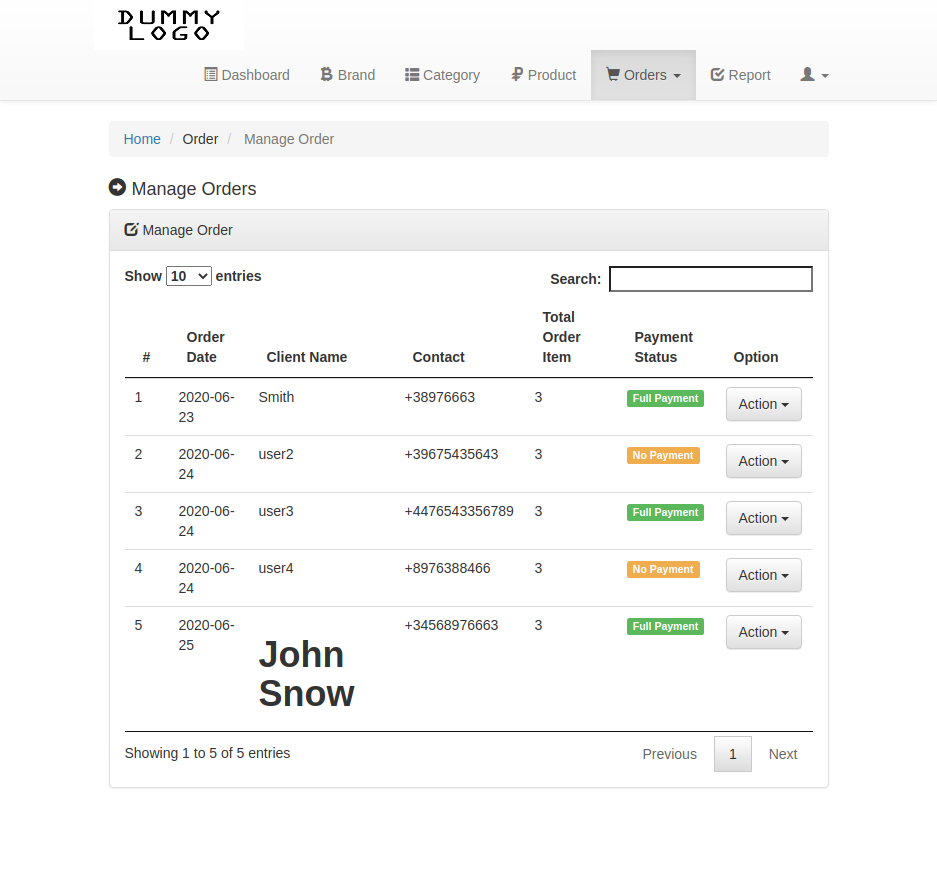 DUMMY
LOGO
Dashboard Brand Category Product Orders Report
Home / Order / Manage Order
Manage Orders
Manage Order
Show 10 entries Search:
# Order Date Client Name Contact Total Order Item Payment Status Option
1 2020-06-23 Smith +38976663 3 Full Payment Action
2 2020-06-24 user2 +39675435643 3 No Payment Action
3 2020-06-24 user3 +4476543356789 3 Full Payment Action
4 2020-06-24 user4 +8976388466 3 No Payment Action
5 2020-06-25 John Snow +34568976663 3 Full Payment Action
Showing 1 to 5 of 5 entries Previous 1 Next